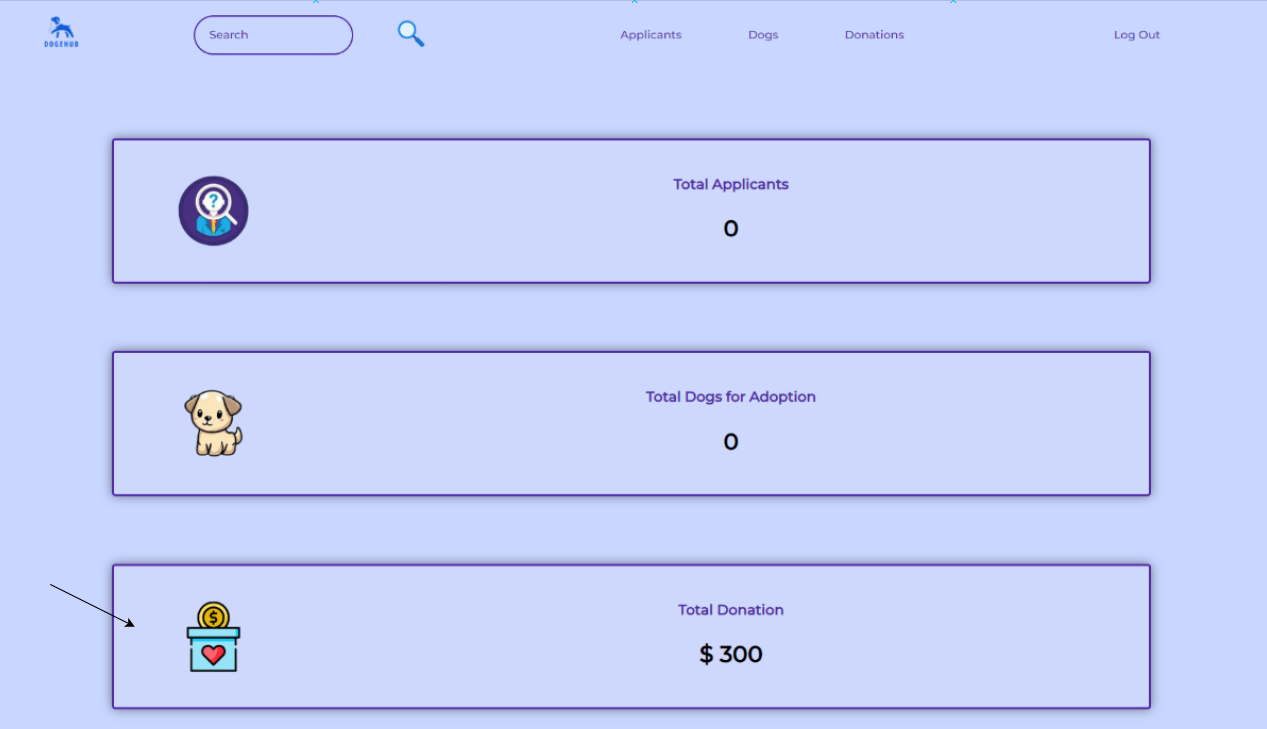 DOGEHUB
Search
Applicants
Dogs
Donations
Log Out
?
Total Applicants
0
Total Dogs for Adoption
0
$
Total Donation
$ 300